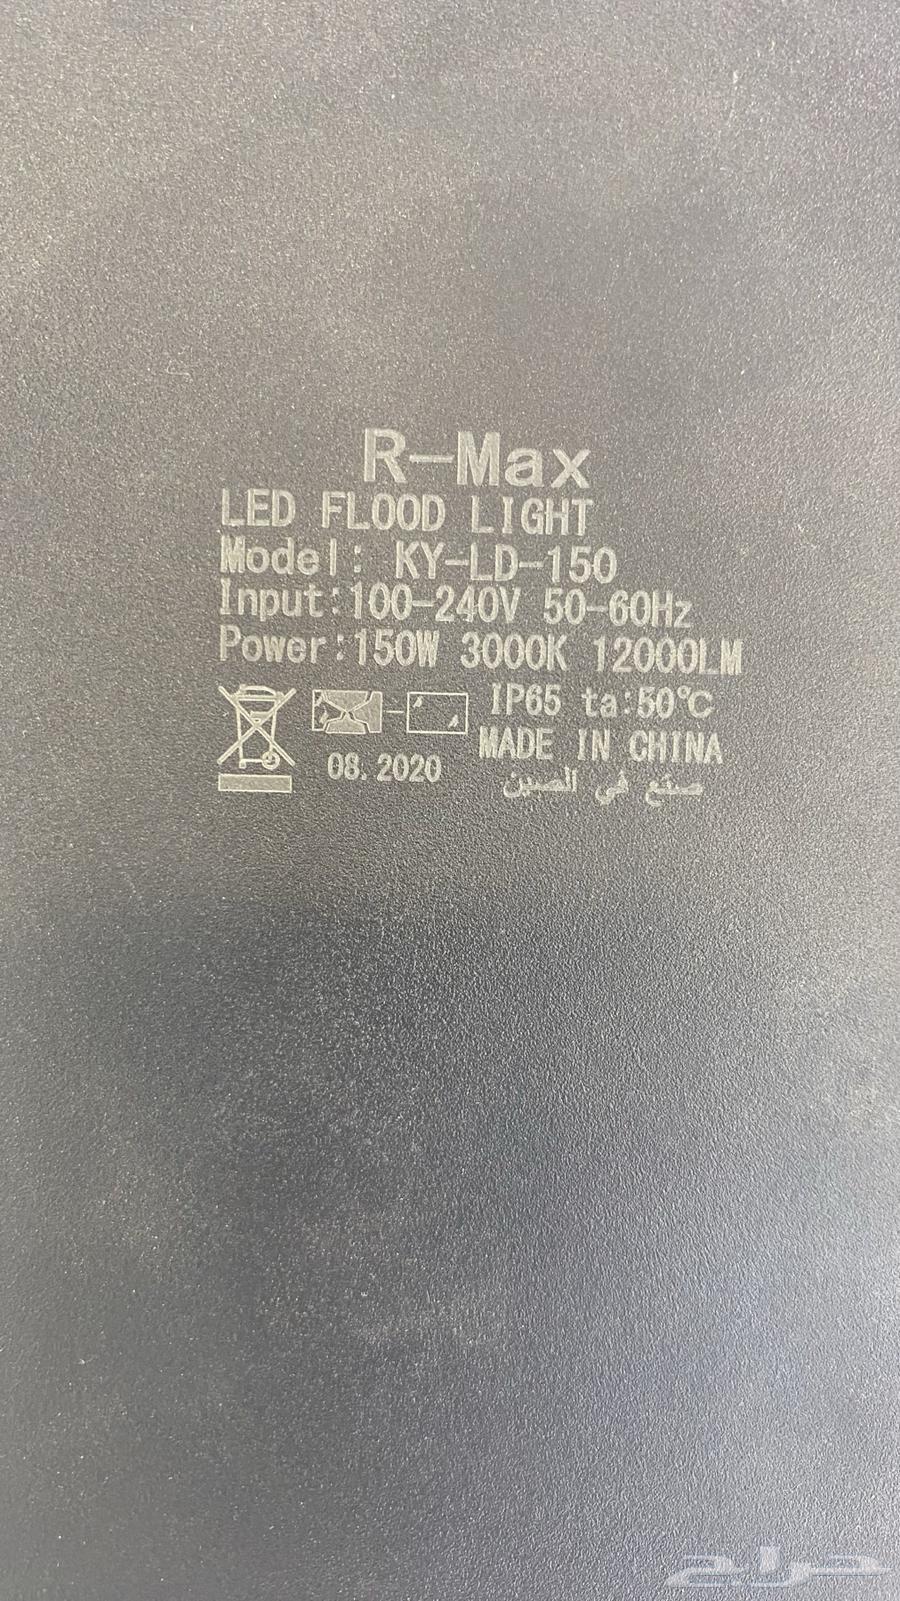 R-Max
LED FLOOD LIGHT
Model: KY-LD-150
Input:100-240V 50-60Hz
Power:150W 3000K 12000LM
IP65 ta:50℃
MADE IN CHINA
08.2020
صنع في الصين
حراج